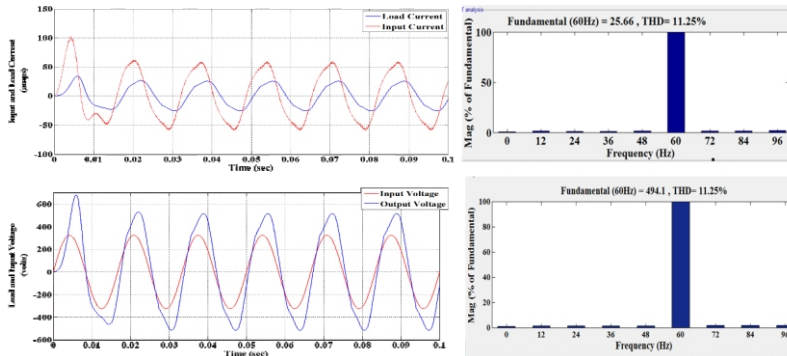 Load Current
Input Current
Input and Load Current
(amps)
150
100
50
0
-50
-100
0 0.01 0.02 0.03 0.04 0.05 0.06 0.07 0.08 0.09 0.1
Time (sec)
analysis
Fundamental (60Hz) = 25.66 , THD= 11.25%
Mag (% of Fundamental)
100
50
0
0 12 24 36 48 60 72 84 96
Frequency (Hz)
Input Voltage
Output Voltage
Load and Input Voltage
(volts)
600
400
200
0
-200
-400
-600
0 0.01 0.02 0.03 0.04 0.05 0.06 0.07 0.08 0.09 0.1
Time (sec)
Fundamental (60Hz) = 494.1 , THD= 11.25%
Mag (% of Fundamental)
100
80
60
40
20
0
0 12 24 36 48 60 72 84 96
Frequency (Hz)